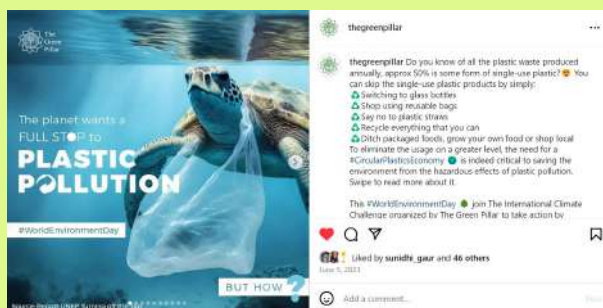 The
Green
Pillar
The planet wants a
FULL STOP to
PLASTIC
POLLUTION
#WorldEnvironmentDay
BUT HOW ?
thegreenpillar
thegreenpillar Do you know of all the plastic waste produced
annually, approx 50% is some form of single-use plastic? You
can skip the single-use plastic products by simply:
Switching to glass bottles
Shop using reusable bags
Say no to plastic straws
Recycle everything that you can
Ditch packaged foods, grow your own food or shop local
To eliminate the usage on a greater level, the need for a
#CircularPlasticsEconomy is indeed critical to saving the
environment from the hazardous effects of plastic pollution.
Swipe to read more about it.
This #WorldEnvironmentDay join The International Climate
Challenge organized by The Green Pillar to take action by
Liked by sunidhi_gaur and 46 others
June 5, 2023
Add a comment...